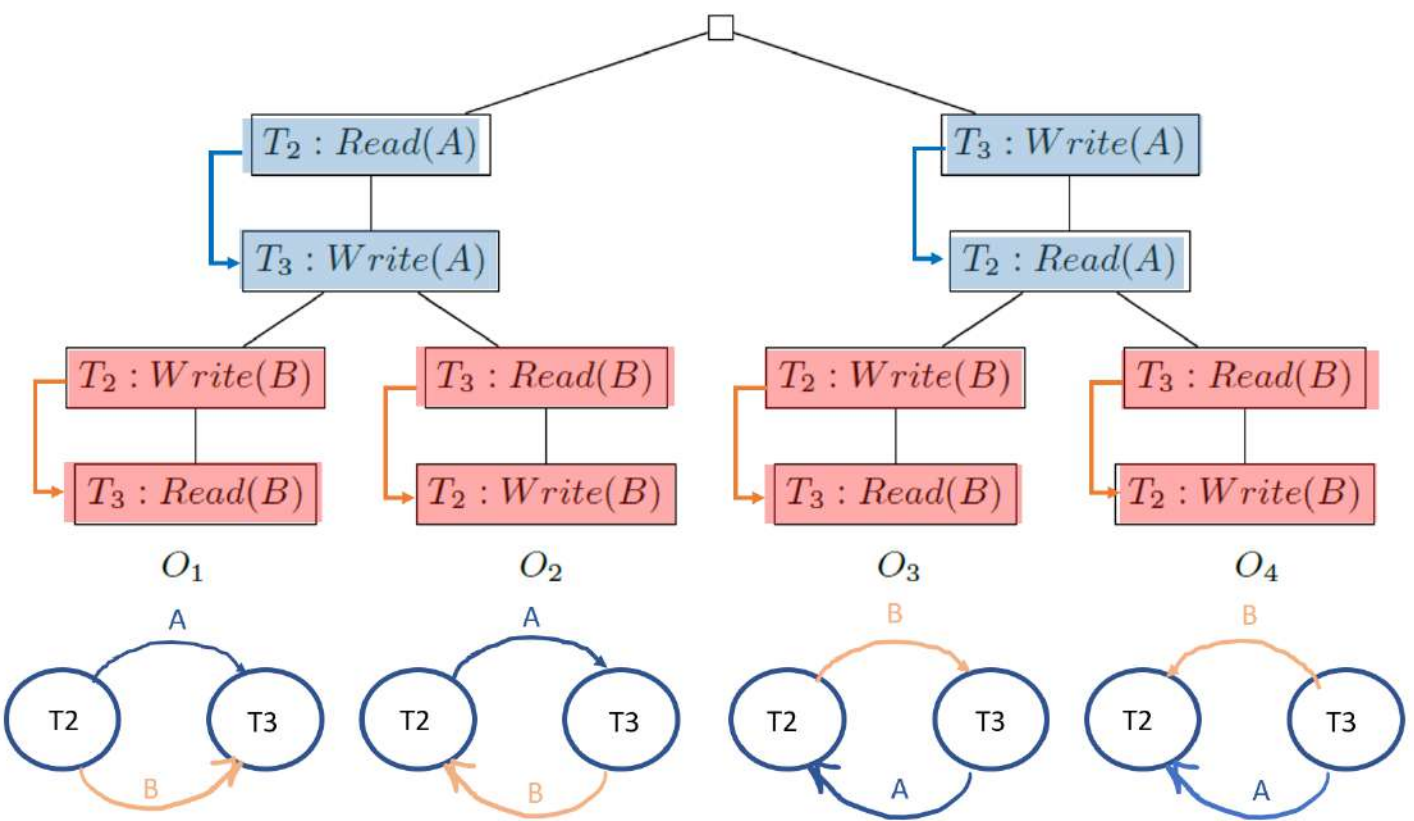 T₂ : Read(A) T₃ : Write(A)
T₃ : Write(A) T₂ : Read(A)
T₂ : Write(B) T₃ : Read(B) T₂ : Write(B) T₃ : Read(B)
T₃ : Read(B) T₂ : Write(B) T₃ : Read(B) T₂ : Write(B)
O₁ O₂ O₃ O₄
A A B B
T2 T3 T2 T3 T2 T3 T2 T3
B B A A